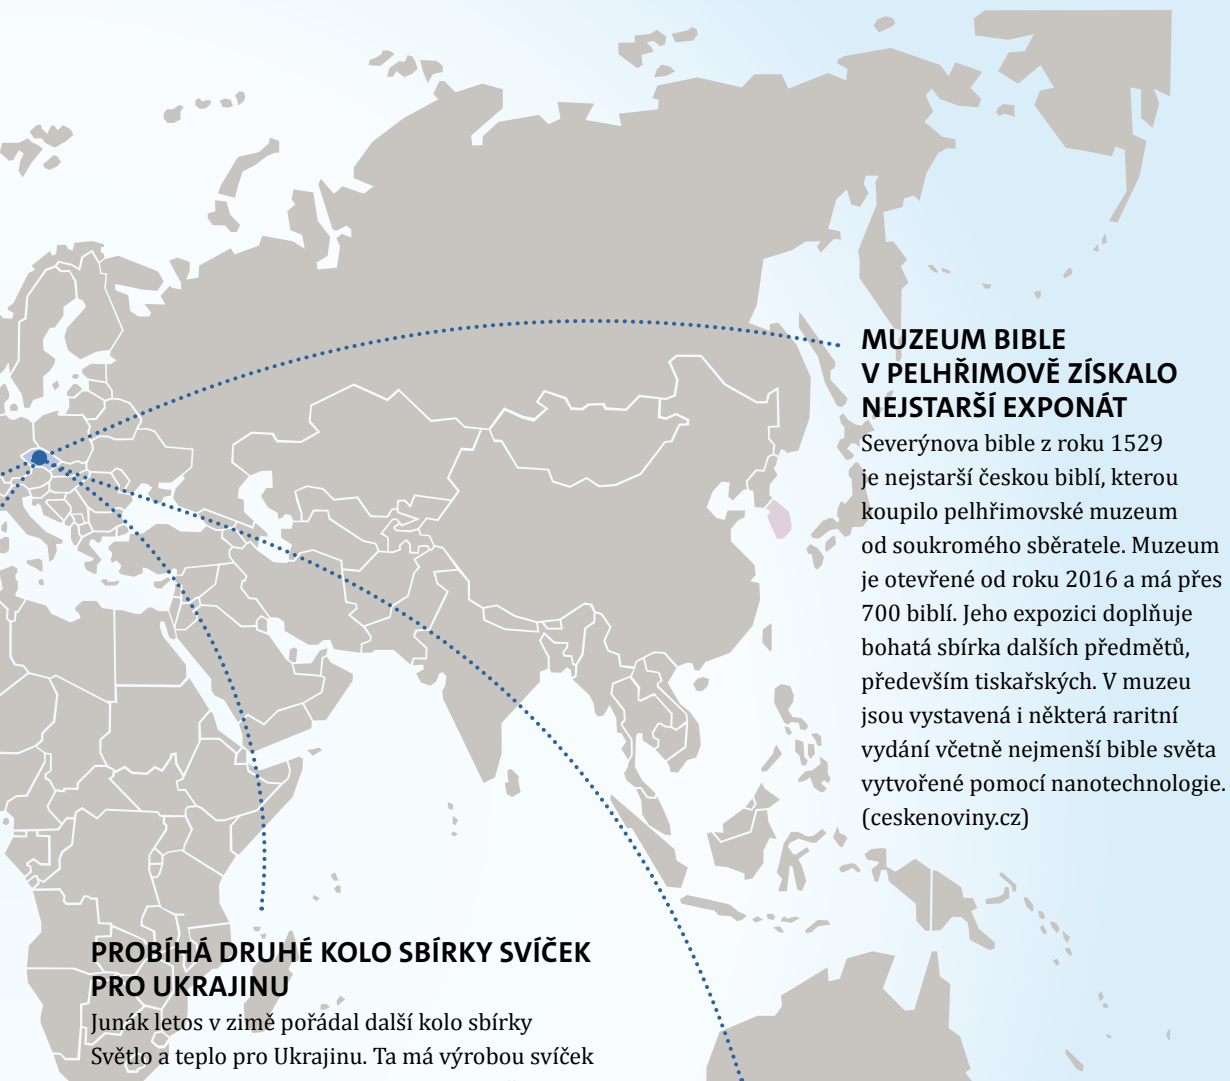 MUZEUM BIBLE
V PELHŘIMOVĚ ZÍSKALO
NEJSTARŠÍ EXPONÁT
Severýnova bible z roku 1529
je nejstarší českou biblí, kterou
koupilo pelhřimovské muzeum
od soukromého sběratele. Muzeum
je otevřené od roku 2016 a má přes
700 biblí. Jeho expozici doplňuje
bohatá sbírka dalších předmětů,
především tiskařských. V muzeu
jsou vystavená i některá raritní
vydání včetně nejmenší bible světa
vytvořené pomocí nanotechnologie.
(ceskenoviny.cz)
PROBÍHÁ DRUHÉ KOLO SBÍRKY SVÍČEK
PRO UKRAJINU
Junák letos v zimě pořádal další kolo sbírky
Světlo a teplo pro Ukrajinu. Ta má výrobou svíček